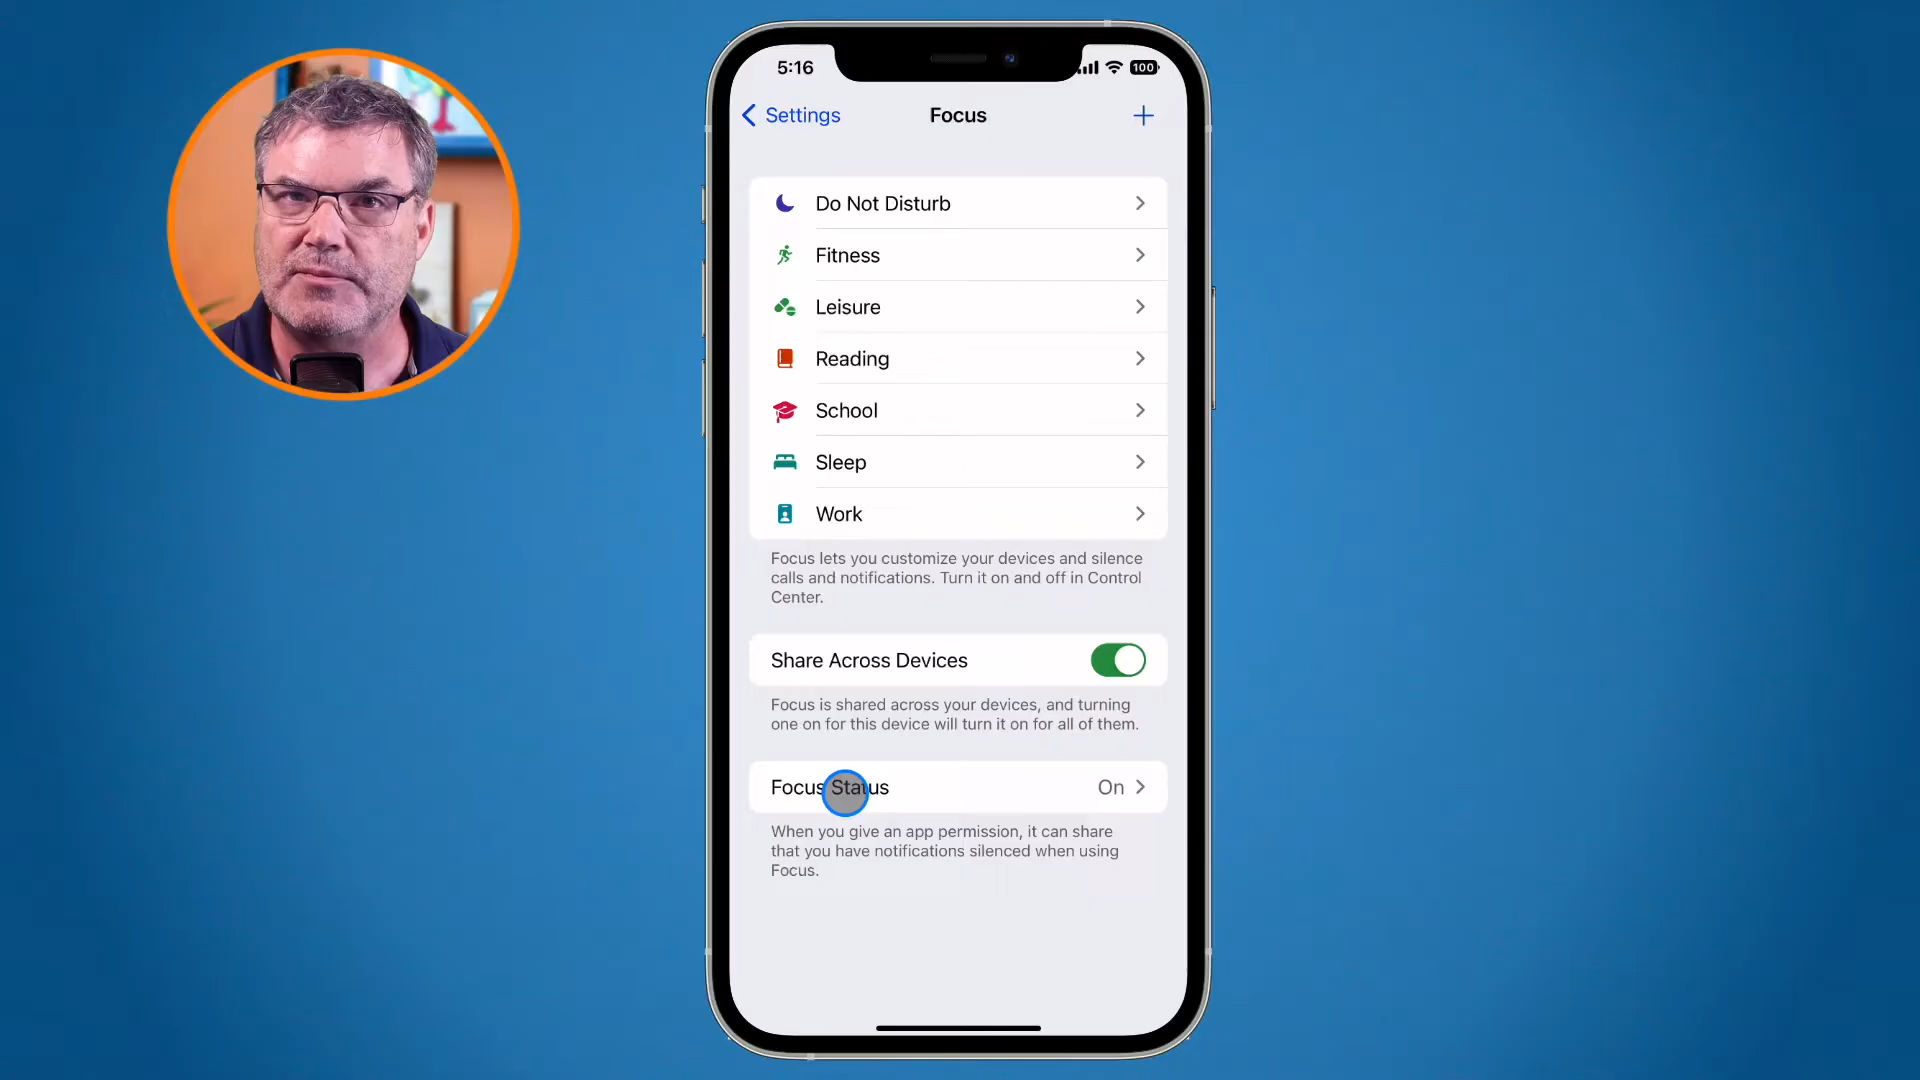 5:16
100
Settings
Focus
Do Not Disturb
Fitness
Leisure
Reading
School
Sleep
Work
Focus lets you customize your devices and silence
calls and notifications. Turn it on and off in Control
Center.
Share Across Devices
Focus is shared across your devices, and turning
one on for this device will turn it on for all of them.
Focus Status
On
When you give an app permission, it can share
that you have notifications silenced when using
Focus.